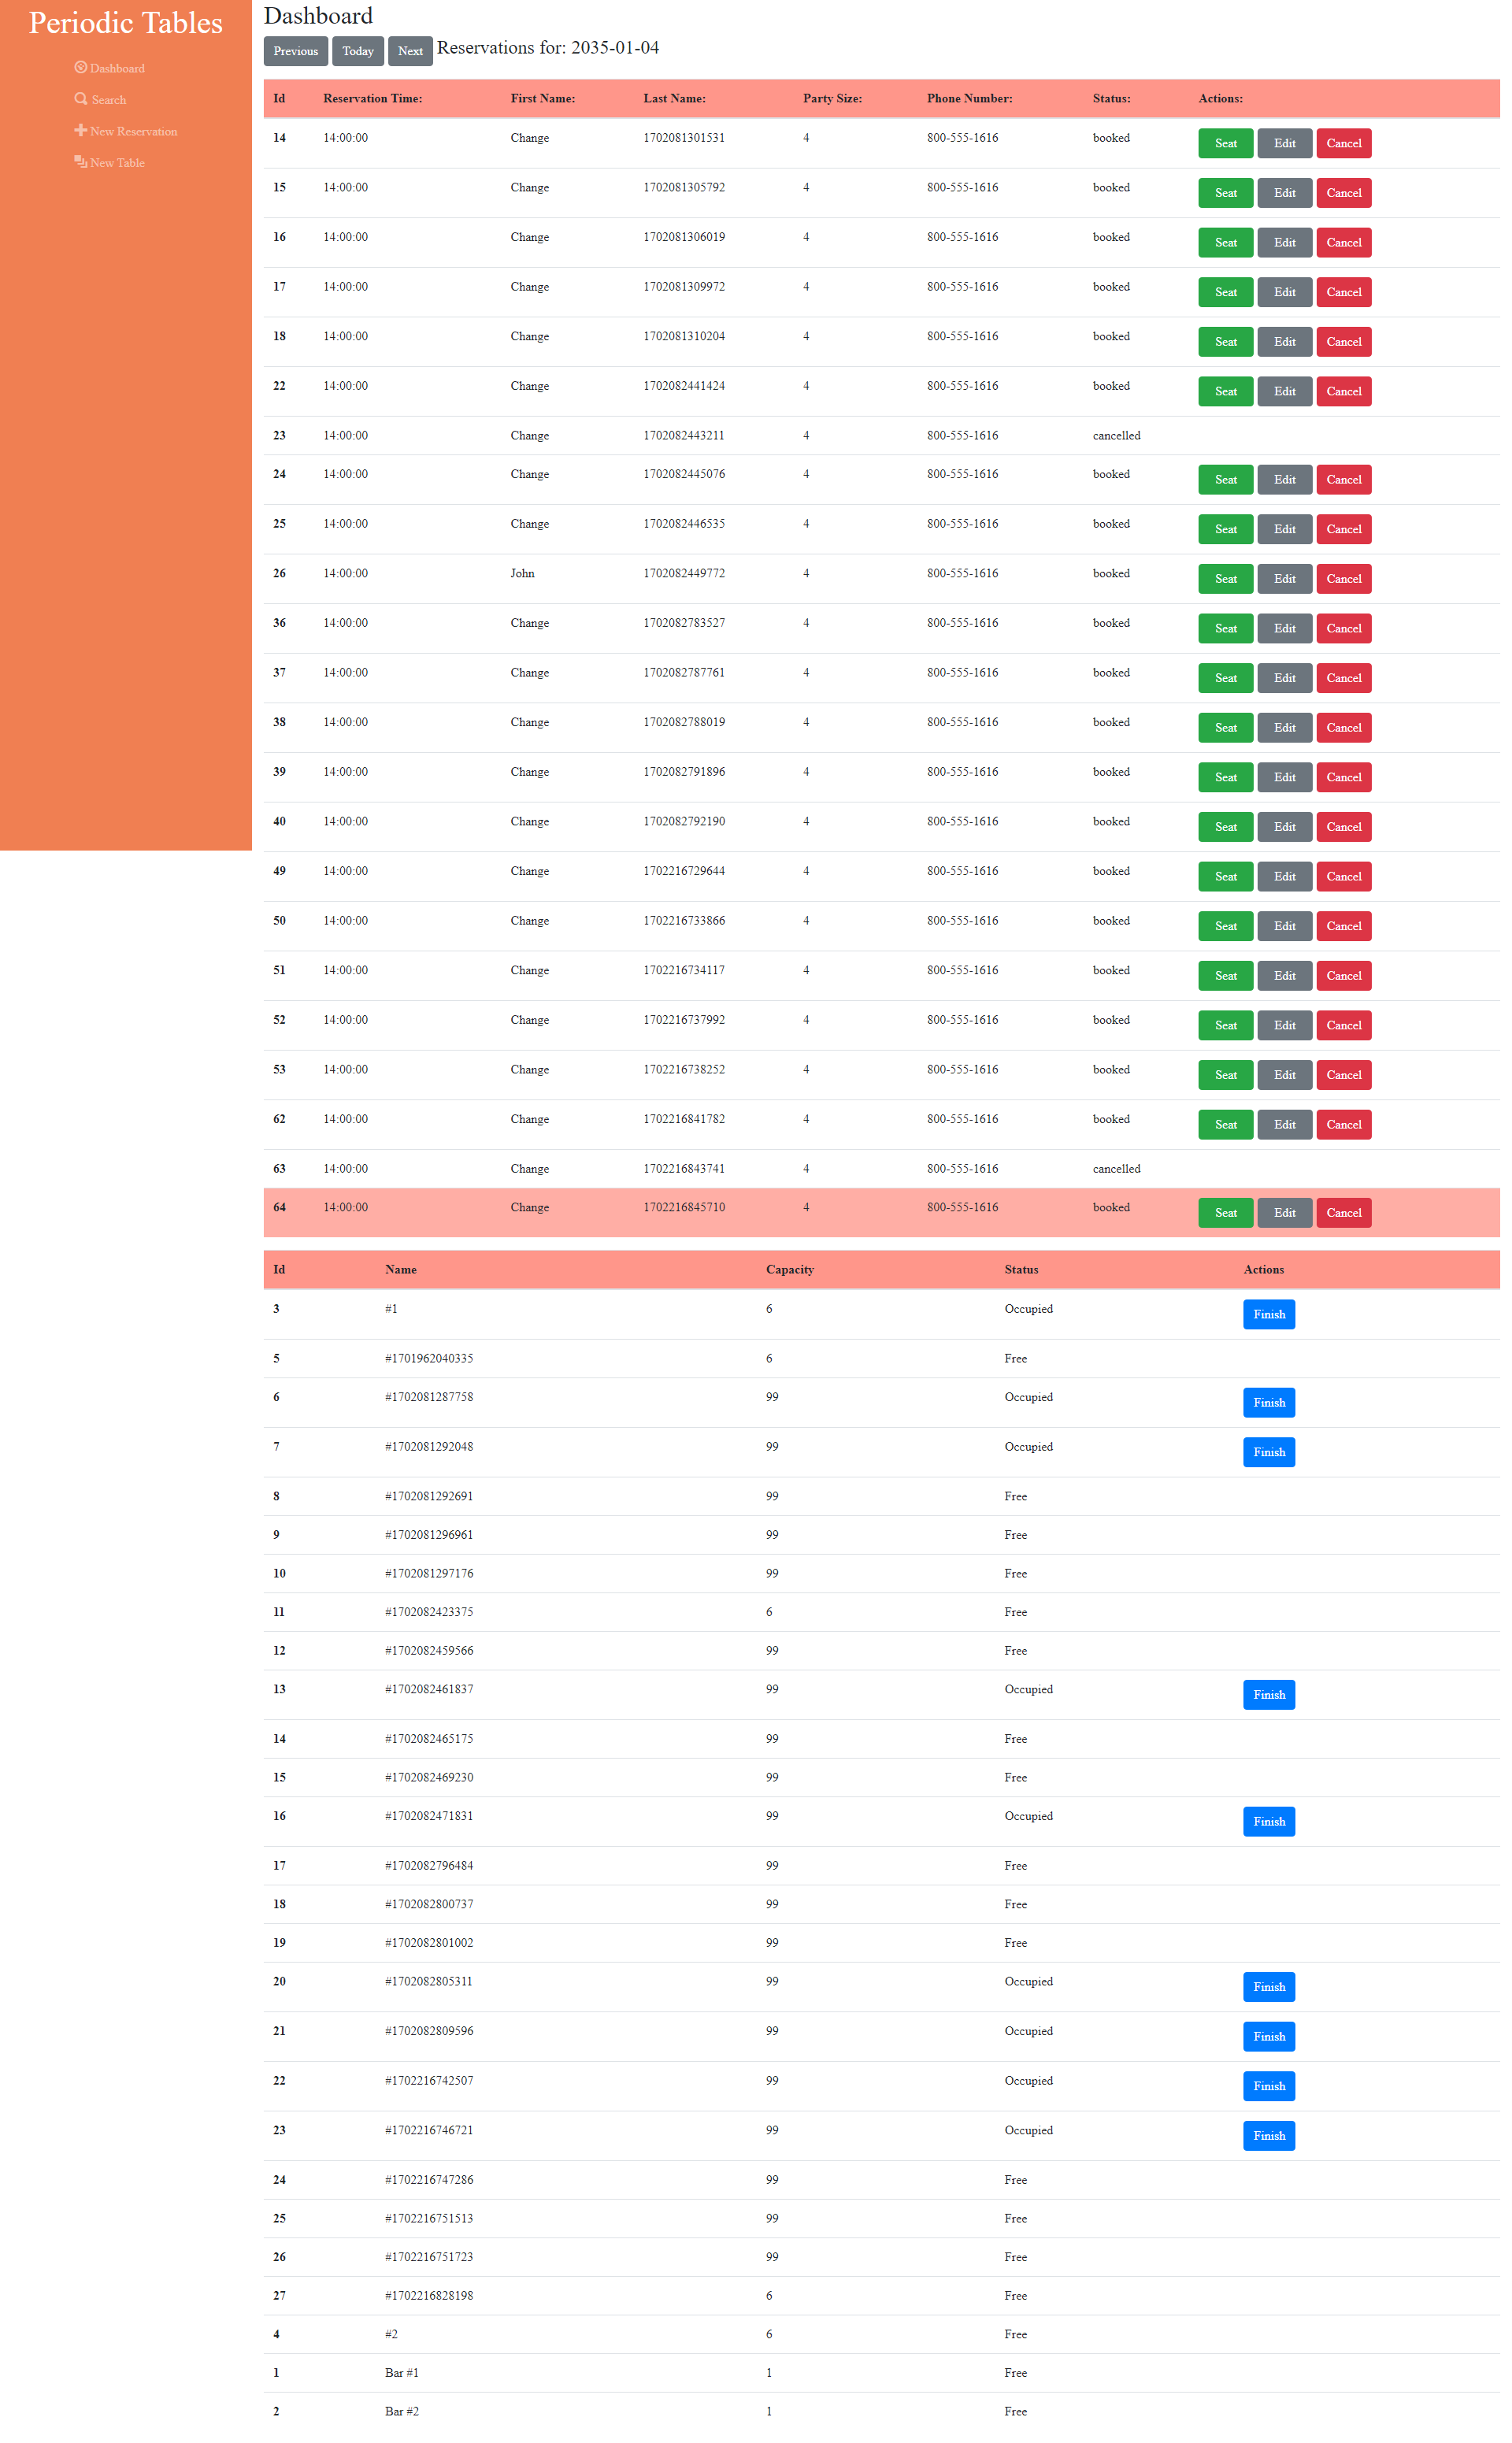 Periodic Tables
Dashboard
Search
New Reservation
New Table
Dashboard
Previous Today Next Reservations for: 2035-01-04
Id Reservation Time: First Name: Last Name: Party Size: Phone Number: Status: Actions:
14 14:00:00 Change 1702081301531 4 800-555-1616 booked Seat Edit Cancel
15 14:00:00 Change 1702081305792 4 800-555-1616 booked Seat Edit Cancel
16 14:00:00 Change 1702081306019 4 800-555-1616 booked Seat Edit Cancel
17 14:00:00 Change 1702081309972 4 800-555-1616 booked Seat Edit Cancel
18 14:00:00 Change 1702081310204 4 800-555-1616 booked Seat Edit Cancel
22 14:00:00 Change 1702082441424 4 800-555-1616 booked Seat Edit Cancel
23 14:00:00 Change 1702082443211 4 800-555-1616 cancelled
24 14:00:00 Change 1702082445076 4 800-555-1616 booked Seat Edit Cancel
25 14:00:00 Change 1702082446535 4 800-555-1616 booked Seat Edit Cancel
26 14:00:00 John 1702082449772 4 800-555-1616 booked Seat Edit Cancel
36 14:00:00 Change 1702082783527 4 800-555-1616 booked Seat Edit Cancel
37 14:00:00 Change 1702082787761 4 800-555-1616 booked Seat Edit Cancel
38 14:00:00 Change 1702082788019 4 800-555-1616 booked Seat Edit Cancel
39 14:00:00 Change 1702082791896 4 800-555-1616 booked Seat Edit Cancel
40 14:00:00 Change 1702082792190 4 800-555-1616 booked Seat Edit Cancel
49 14:00:00 Change 1702216729644 4 800-555-1616 booked Seat Edit Cancel
50 14:00:00 Change 1702216733866 4 800-555-1616 booked Seat Edit Cancel
51 14:00:00 Change 1702216734117 4 800-555-1616 booked Seat Edit Cancel
52 14:00:00 Change 1702216737992 4 800-555-1616 booked Seat Edit Cancel
53 14:00:00 Change 1702216738252 4 800-555-1616 booked Seat Edit Cancel
62 14:00:00 Change 1702216841782 4 800-555-1616 booked Seat Edit Cancel
63 14:00:00 Change 1702216843741 4 800-555-1616 cancelled
64 14:00:00 Change 1702216845710 4 800-555-1616 booked Seat Edit Cancel
Id Name Capacity Status Actions
3 #1 6 Occupied Finish
5 #1701962040335 6 Free
6 #1702081287758 99 Occupied Finish
7 #1702081292048 99 Occupied Finish
8 #1702081292691 99 Free
9 #1702081296961 99 Free
10 #1702081297176 99 Free
11 #1702082423375 6 Free
12 #1702082459566 99 Free
13 #1702082461837 99 Occupied Finish
14 #1702082465175 99 Free
15 #1702082469230 99 Free
16 #1702082471831 99 Occupied Finish
17 #1702082796484 99 Free
18 #1702082800737 99 Free
19 #1702082801002 99 Free
20 #1702082805311 99 Occupied Finish
21 #1702082809596 99 Occupied Finish
22 #1702216742507 99 Occupied Finish
23 #1702216746721 99 Occupied Finish
24 #1702216747286 99 Free
25 #1702216751513 99 Free
26 #1702216751723 99 Free
27 #1702216828198 6 Free
4 #2 6 Free
1 Bar #1 1 Free
2 Bar #2 1 Free